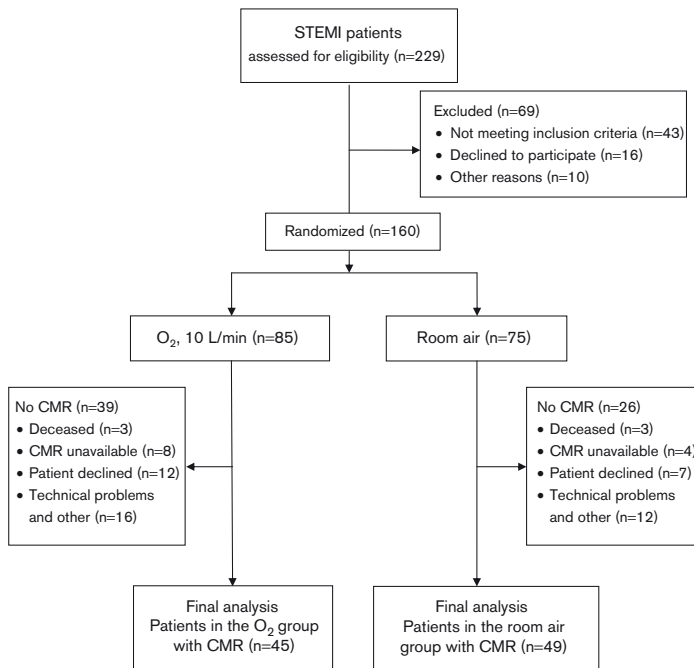 STEMI patients
assessed for eligibility (n=229)
Excluded (n=69)
• Not meeting inclusion criteria (n=43)
• Declined to participate (n=16)
• Other reasons (n=10)
Randomized (n=160)
O₂, 10 L/min (n=85)
Room air (n=75)
No CMR (n=39)
• Deceased (n=3)
• CMR unavailable (n=8)
• Patient declined (n=12)
• Technical problems
and other (n=16)
No CMR (n=26)
• Deceased (n=3)
• CMR unavailable (n=4)
• Patient declined (n=7)
• Technical problems
and other (n=12)
Final analysis
Patients in the O₂ group
with CMR (n=45)
Final analysis
Patients in the room air
group with CMR (n=49)